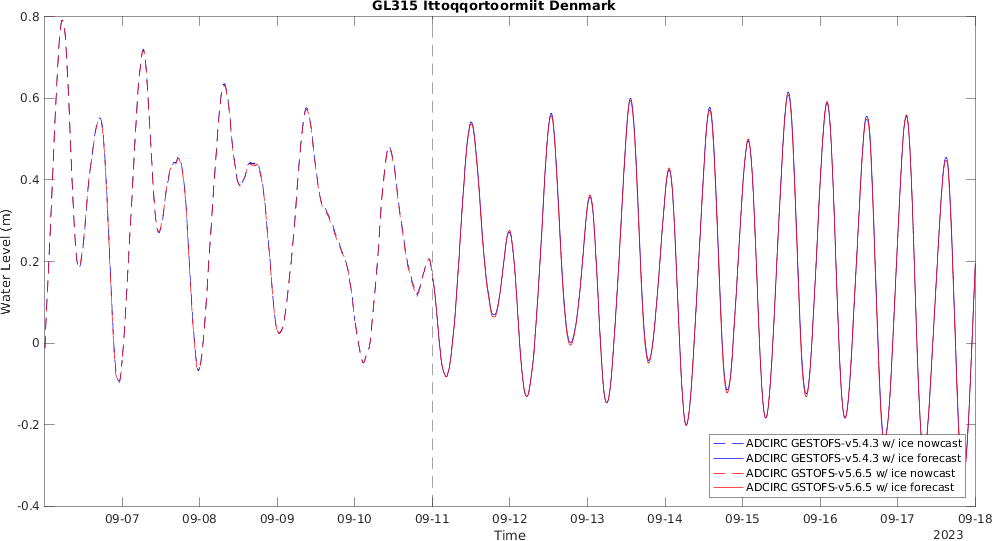 GL315 Ittoqqortoormiit Denmark
0.8
0.6
0.4
0.2
0
-0.2
-0.4
Water Level (m)
ADCIRC GESTOFS-v5.4.3 w/ ice nowcast
ADCIRC GESTOFS-v5.4.3 w/ ice forecast
ADCIRC GSTOFS-v5.6.5 w/ ice nowcast
ADCIRC GSTOFS-v5.6.5 w/ ice forecast
09-07 09-08 09-09 09-10 09-11 09-12 09-13 09-14 09-15 09-16 09-17 09-18
Time
2023